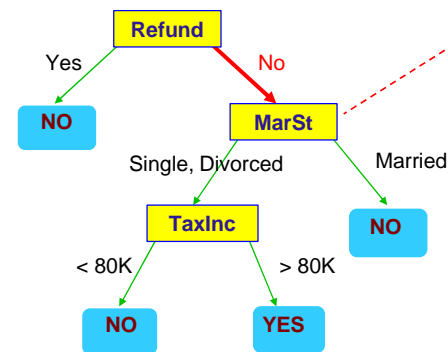 Refund
Yes
No
NO
MarSt
Single, Divorced
Married
TaxInc
NO
< 80K
> 80K
NO
YES